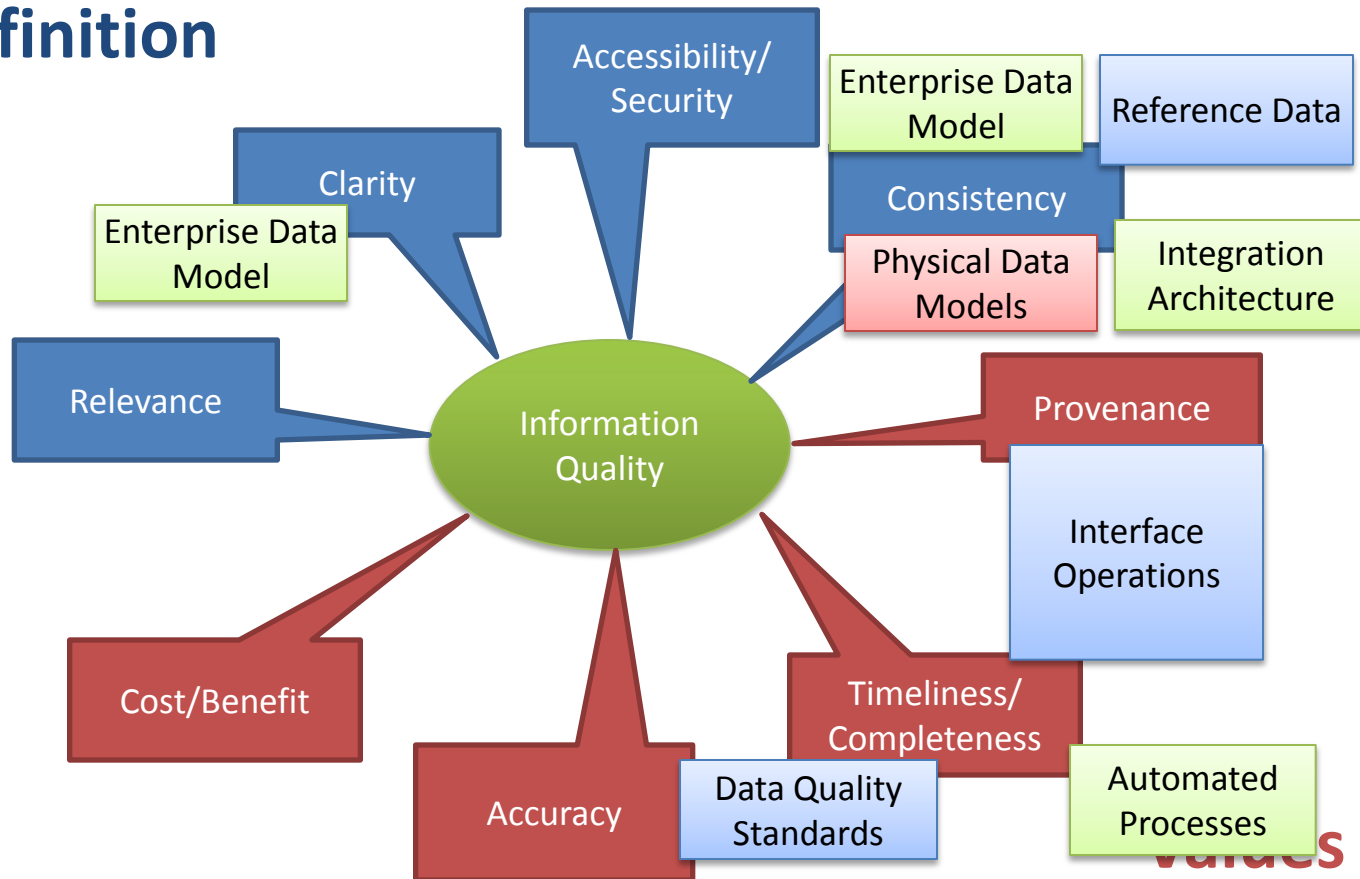 finition
Accessibility/
Security
Enterprise Data
Model
Reference Data
Clarity
Consistency
Enterprise Data
Model
Physical Data
Models
Integration
Architecture
Relevance
Information
Quality
Provenance
Interface
Operations
Cost/Benefit
Timeliness/
Completeness
Accuracy
Data Quality
Standards
Automated
Processes
values